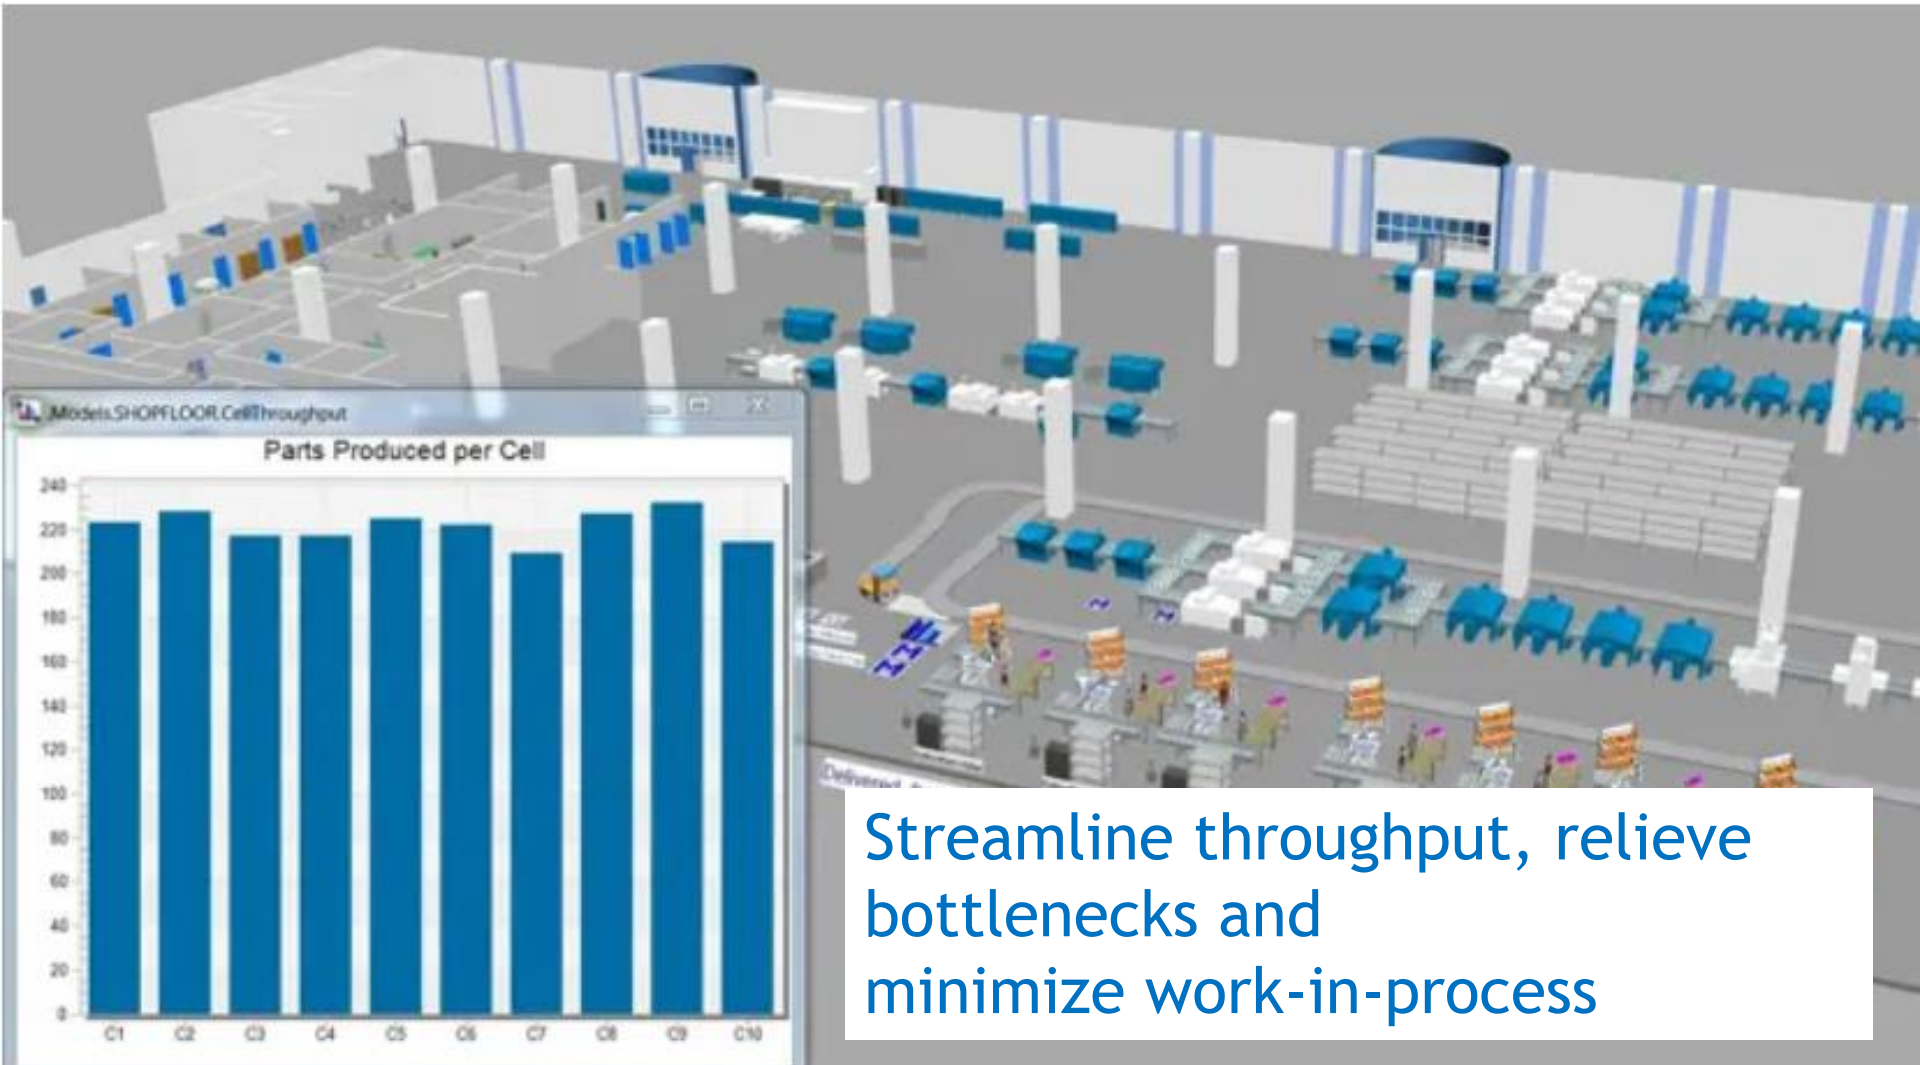 .Models.SHOPFLOOR.CellThroughput
Parts Produced per Cell
240
220
200
180
160
140
120
100
80
60
40
20
0
C1 C2 C3 C4 C5 C6 C7 C8 C9 C10
Delivered
Streamline throughput, relieve
bottlenecks and
minimize work-in-process